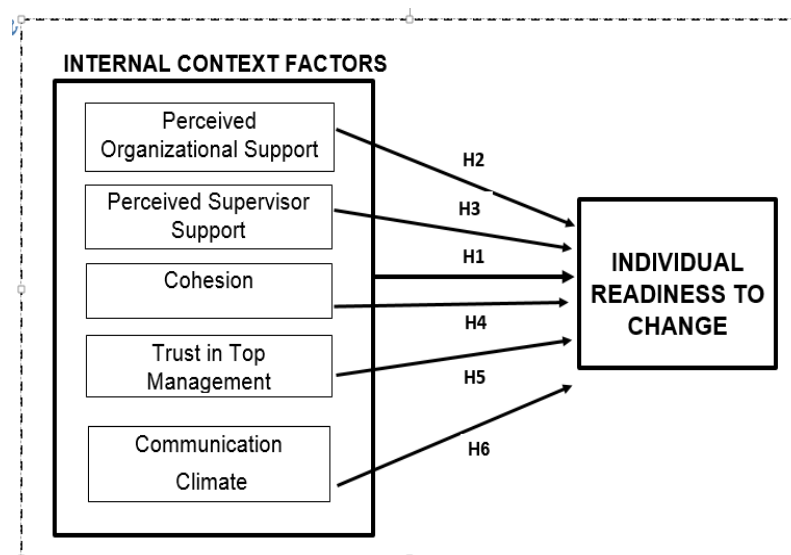 INTERNAL CONTEXT FACTORS
Perceived
Organizational Support
Perceived Supervisor
Support
Cohesion
Trust in Top
Management
Communication
Climate
H2
H3
H1
H4
H5
H6
INDIVIDUAL
READINESS TO
CHANGE